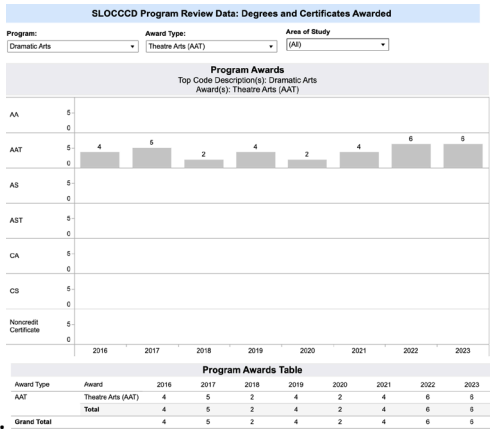 SLOCCCD Program Review Data: Degrees and Certificates Awarded
Program: Award Type: Area of Study
Dramatic Arts Theatre Arts (AAT) (All)
Program Awards
Top Code Description(s): Dramatic Arts
Award(s): Theatre Arts (AAT)
AA 5 0
AAT 5 0 4 5 2 4 2 4 6 6
AS 5 0
AST 5 0
CA 5 0
CS 5 0
Noncredit Certificate 5 0
2016 2017 2018 2019 2020 2021 2022 2023
Program Awards Table
Award Type Award 2016 2017 2018 2019 2020 2021 2022 2023
AAT Theatre Arts (AAT) 4 5 2 4 2 4 6 6
Total 4 5 2 4 2 4 6 6
Grand Total 4 5 2 4 2 4 6 6